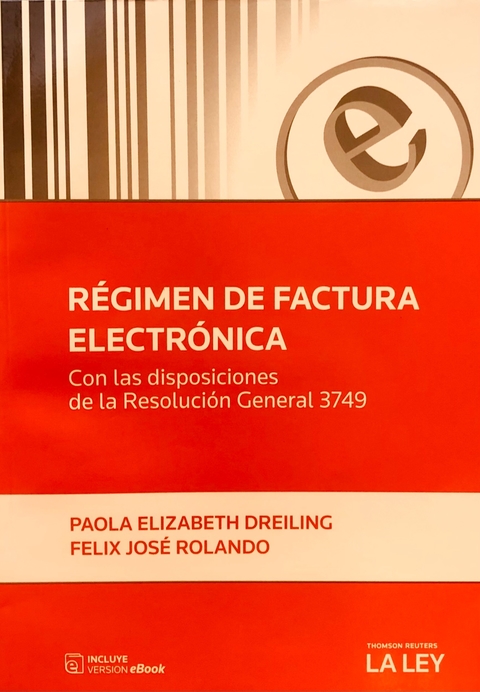 RÉGIMEN DE FACTURA
ELECTRÓNICA
Con las disposiciones
de la Resolución General 3749
PAOLA ELIZABETH DREILING
FELIX JOSÉ ROLANDO
e INCLUYE
VERSION eBook
THOMSON REUTERS
LA LEY